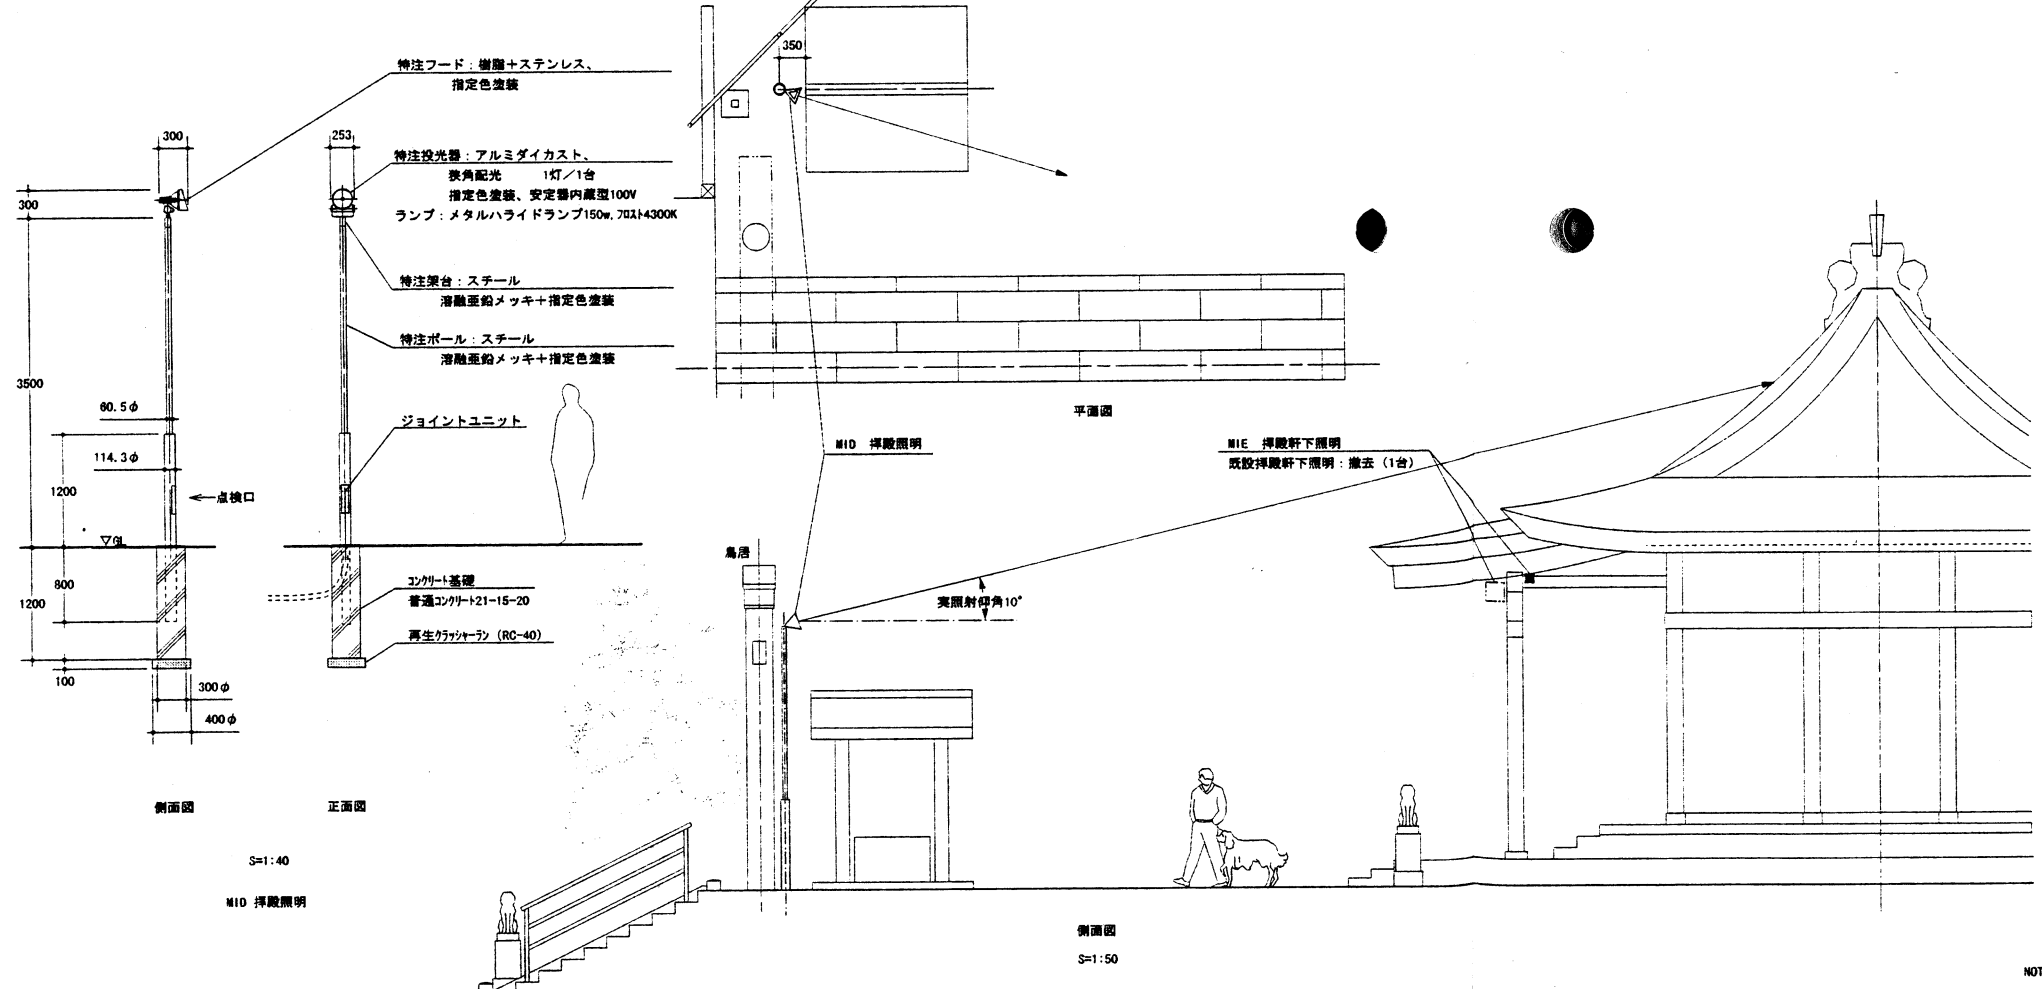 特注フード：樹脂＋ステンレス、
指定色塗装
300
253
特注投光器：アルミダイカスト、
狭角配光　1灯／1台
指定色塗装、安定器内蔵型100V
ランプ：メタルハライドランプ150w,フロスト4300K
300
特注架台：スチール
溶融亜鉛メッキ＋指定色塗装
特注ポール：スチール
溶融亜鉛メッキ＋指定色塗装
3500
60.5φ
ジョイントユニット
114.3φ
1200
点検口
▽GL
800
1200
コンクリート基礎
普通コンクリート21-15-20
再生クラッシャーラン（RC-40）
100
300φ
400φ
側面図
正面図
S=1:40
MID 拝殿照明
350
平面図
MID 拝殿照明
MIE 拝殿軒下照明
既設拝殿軒下照明：撤去（1台）
鳥居
実照射仰角10°
側面図
S=1:50
NOT